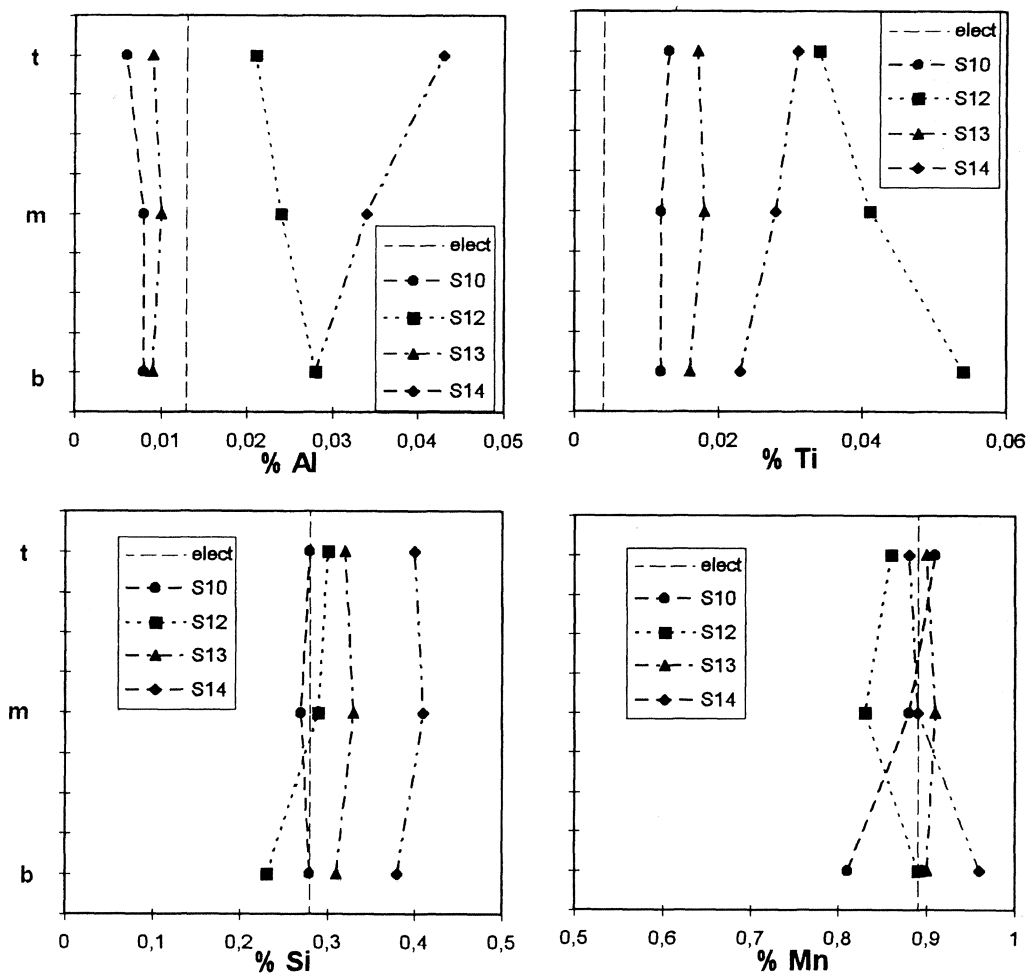 t
m
b
elect
S10
S12
S13
S14
0 0,01 0,02 0,03 0,04 0,05
% Al
elect
S10
S12
S13
S14
0 0,02 0,04 0,06
% Ti
t
m
b
elect
S10
S12
S13
S14
0 0,1 0,2 0,3 0,4 0,5
% Si
elect
S10
S12
S13
S14
0,5 0,6 0,7 0,8 0,9 1
% Mn